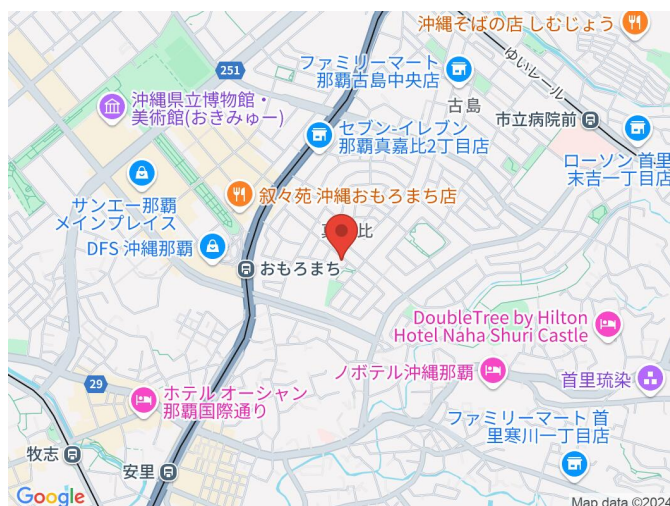 沖縄そばの店 しむじょう
ゆいレール
251
ファミリーマート
那覇古島中央店
古島
沖縄県立博物館・
美術館(おきみゅー)
セブン-イレブン
那覇真嘉比2丁目店
市立病院前
ローソン 首里
末吉一丁目店
サンエー那覇
メインプレイス
叙々苑 沖縄おもろまち店
DFS 沖縄那覇
比
おもろまち
DoubleTree by Hilton
Hotel Naha Shuri Castle
29
ノボテル沖縄那覇
首里琉染
ホテル オーシャン
那覇国際通り
ファミリーマート 首
里寒川一丁目店
牧志
安里
Google
Map data ©2024